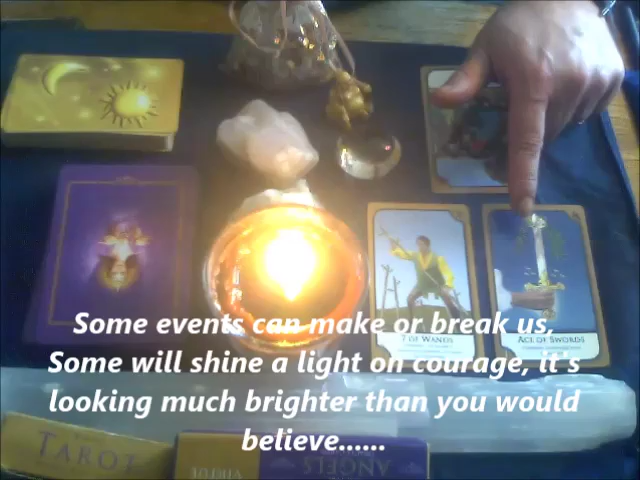 7 OF WANDS
ACE OF SWORDS
Some events can make or break us,
Some will shine a light on courage, it's
looking much brighter than you would
believe......
TAROT
ANGELS